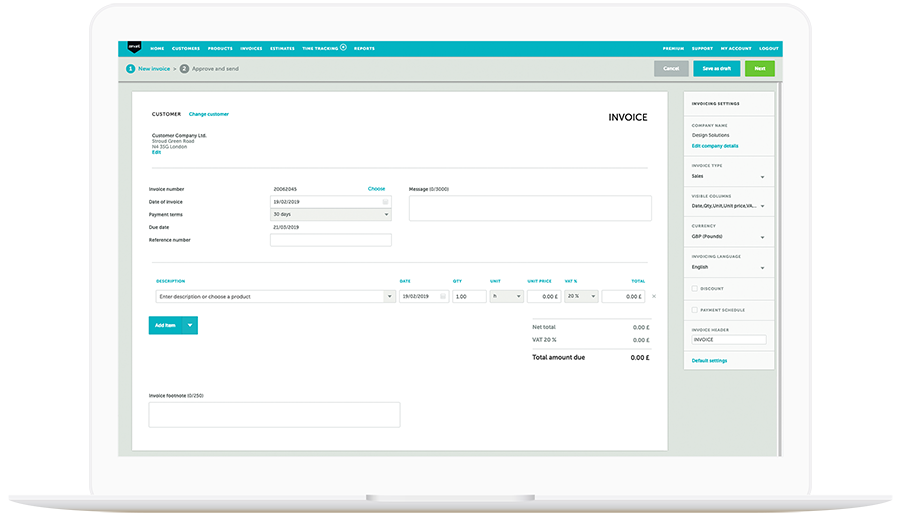 zervant
HOME CUSTOMERS PRODUCTS INVOICES ESTIMATES TIME TRACKING REPORTS PREMIUM SUPPORT MY ACCOUNT LOGOUT
1 New invoice > 2 Approve and send Cancel Save as draft Next
CUSTOMER Change customer
INVOICE
Customer Company Ltd.
Stroud Green Road
N4 3SG London
Edit
Invoice number 20062045 Choose
Date of invoice 19/02/2019
Payment terms 30 days
Due date 21/03/2019
Reference number
Message (0/3000)
DESCRIPTION DATE QTY UNIT UNIT PRICE VAT % TOTAL
Enter description or choose a product 19/02/2019 1.00 h 0.00 £ 20 % 0.00 £ ×
Add item
Net total 0.00 £
VAT 20 % 0.00 £
Total amount due 0.00 £
Invoice footnote (0/250)
INVOICING SETTINGS
COMPANY NAME
Design Solutions
Edit company details
INVOICE TYPE
Sales
VISIBLE COLUMNS
Date,Qty,Unit,Unit price,VA...
CURRENCY
GBP (Pounds)
INVOICING LANGUAGE
English
DISCOUNT
PAYMENT SCHEDULE
INVOICE HEADER
INVOICE
Default settings